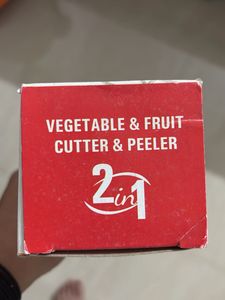 VEGETABLE & FRUIT
CUTTER & PEELER
2 in 1